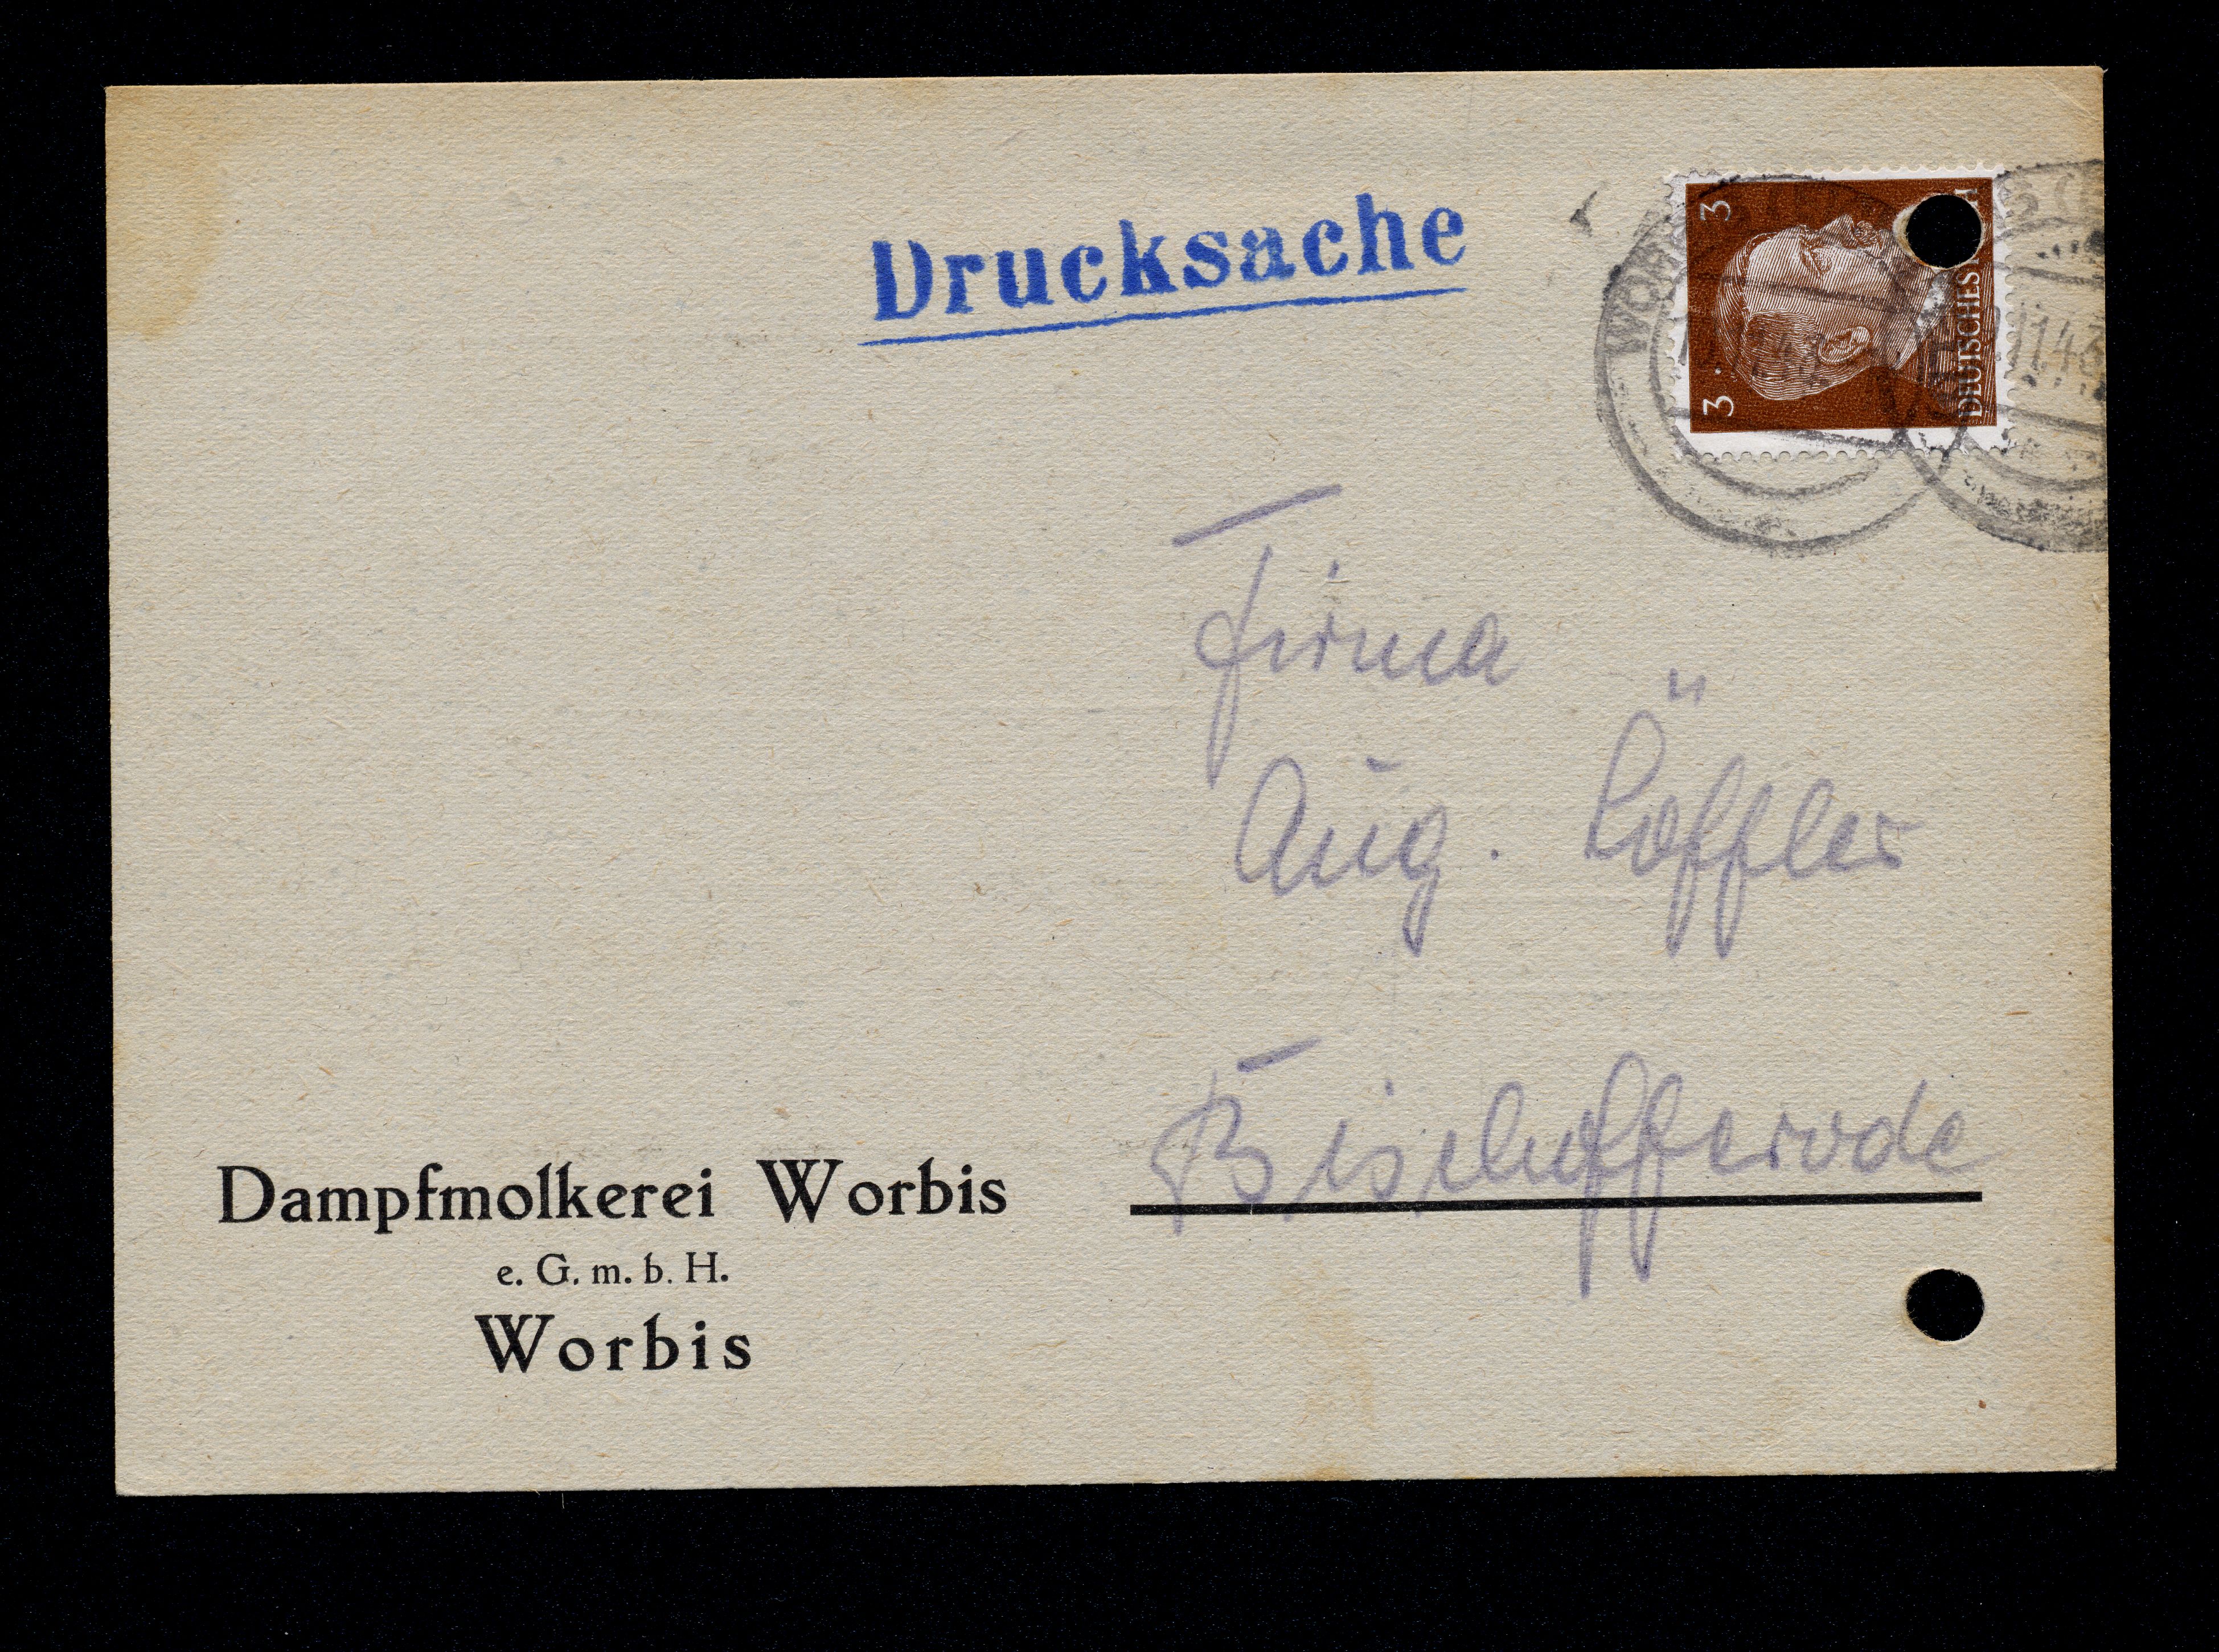 Drucksache
3 3
DEUTSCHES
Firma
Aug. Löffler
Bischofferode
Dampfmolkerei Worbis
e. G. m. b. H.
Worbis